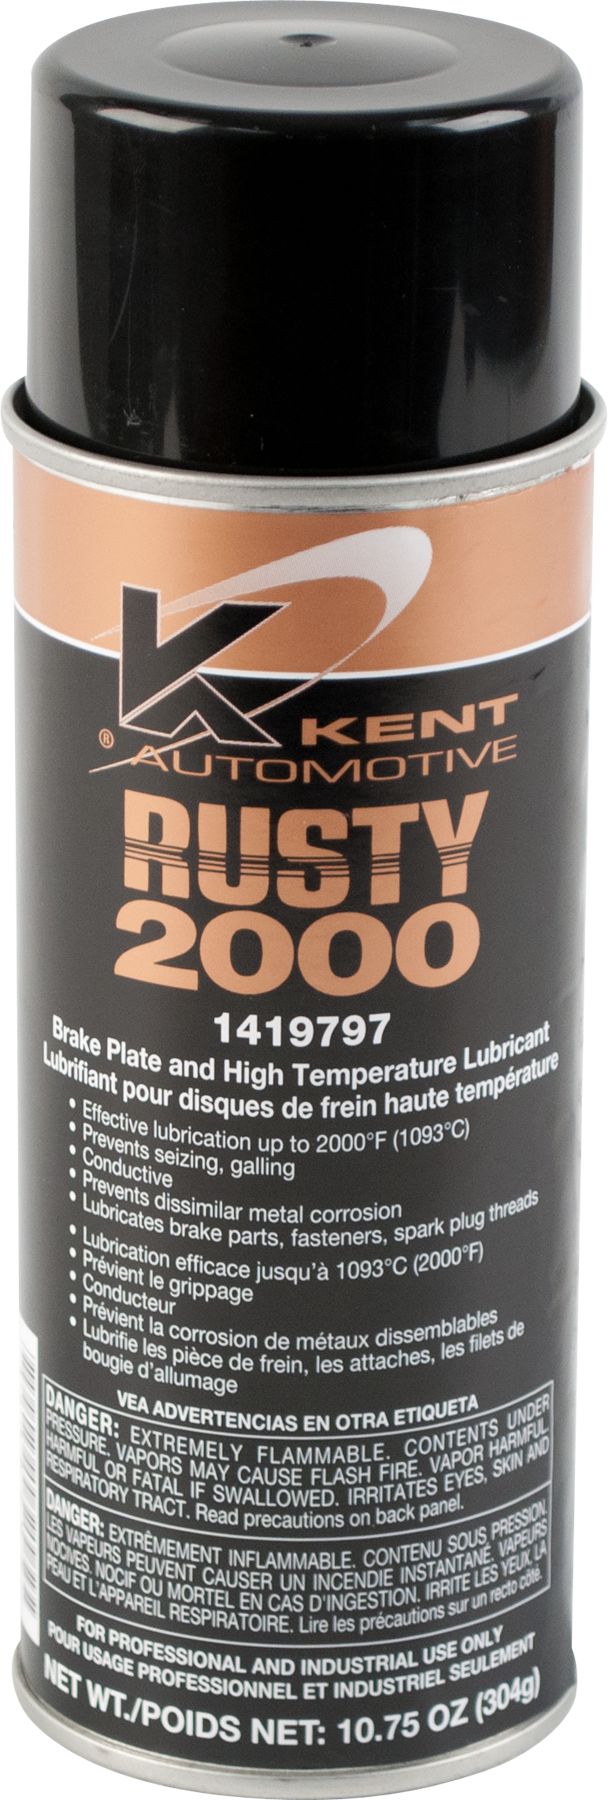 K
® KENT
AUTOMOTIVE
RUSTY
2000
1419797
Brake Plate and High Temperature Lubricant
Lubrifiant pour disques de frein haute température
• Effective lubrication up to 2000°F (1093°C)
• Prevents seizing, galling
• Conductive
• Prevents dissimilar metal corrosion
• Lubricates brake parts, fasteners, spark plug threads
• Lubrication efficace jusqu'à 1093°C (2000°F)
• Prévient le grippage
• Conducteur
• Prévient la corrosion de métaux dissemblables
• Lubrifie les pièce de frein, les attaches, les filets de
bougie d'allumage
VEA ADVERTENCIAS EN OTRA ETIQUETA
DANGER: EXTREMELY FLAMMABLE. CONTENTS UNDER
PRESSURE. VAPORS MAY CAUSE FLASH FIRE. VAPOR HARMFUL.
HARMFUL OR FATAL IF SWALLOWED. IRRITATES EYES, SKIN AND
RESPIRATORY TRACT. Read precautions on back panel.
DANGER: EXTRÊMEMENT INFLAMMABLE. CONTENU SOUS PRESSION.
LES VAPEURS PEUVENT CAUSER UN INCENDIE INSTANTANÉ. VAPEURS
NOCIVES. NOCIF OU MORTEL EN CAS D'INGESTION. IRRITE LES YEUX, LA
PEAU ET L'APPAREIL RESPIRATOIRE. Lire les précautions sur un recto côté.
FOR PROFESSIONAL AND INDUSTRIAL USE ONLY
POUR USAGE PROFESSIONNEL ET INDUSTRIEL SEULEMENT
NET WT./POIDS NET: 10.75 OZ (304g)